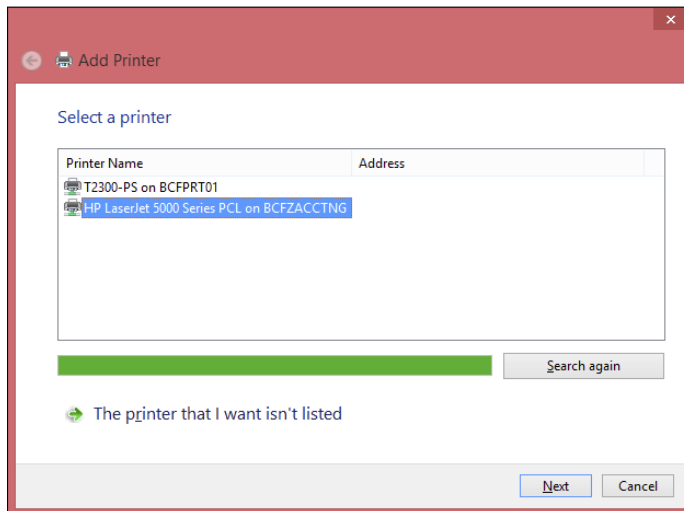 Add Printer
Select a printer
Printer Name Address
T2300-PS on BCFPRT01
HP LaserJet 5000 Series PCL on BCFZACCTNG
Search again
The printer that I want isn't listed
Next Cancel